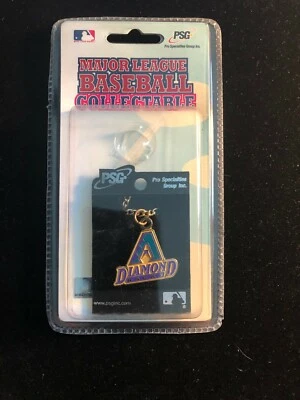 PSG
Pro Specialties Group Inc.
MAJOR LEAGUE
BASEBALL
COLLECTABLE
PSG
Pro Specialties
Group Inc.
A
DIAMOND
www.psginc.com